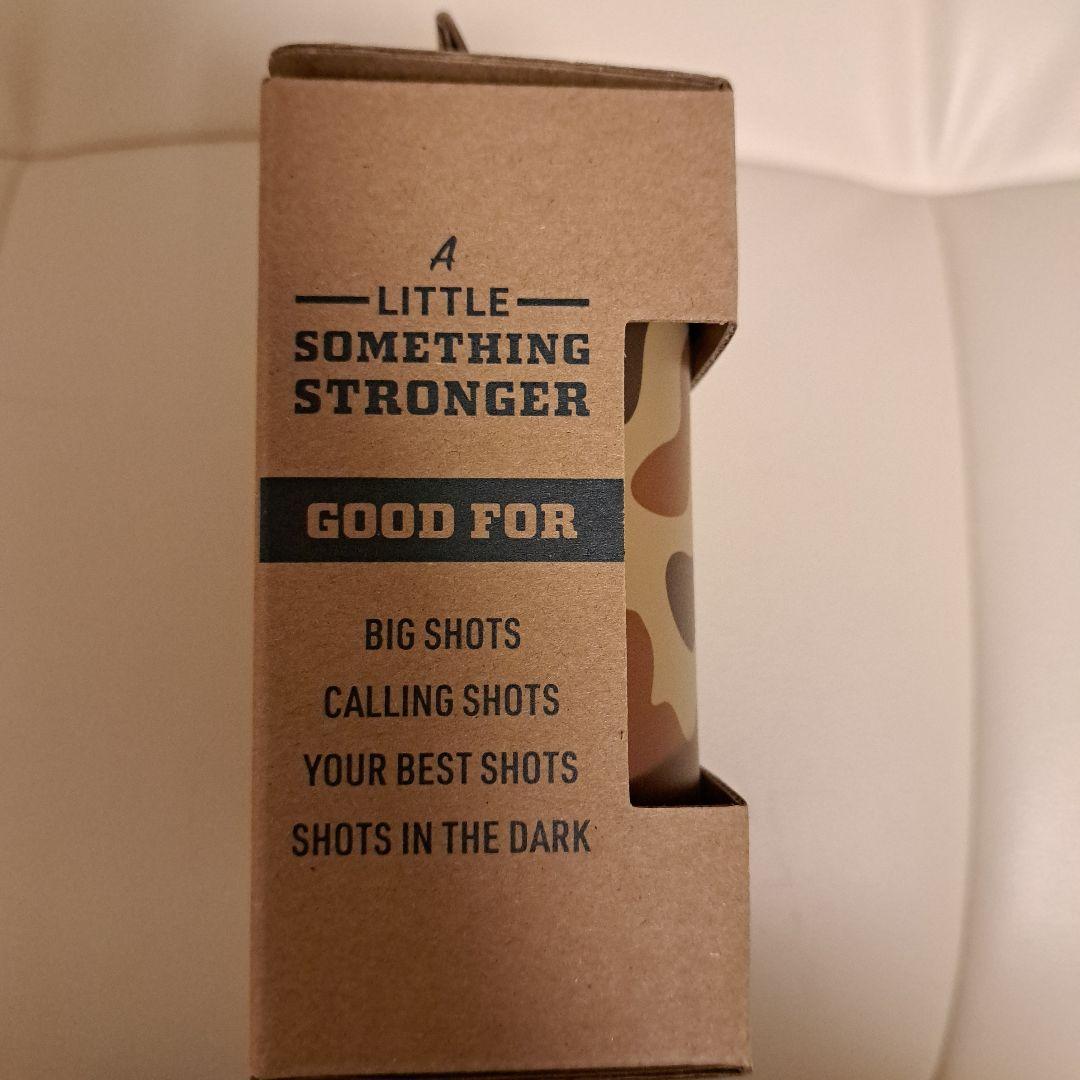 A
LITTLE
SOMETHING
STRONGER
GOOD FOR
BIG SHOTS
CALLING SHOTS
YOUR BEST SHOTS
SHOTS IN THE DARK